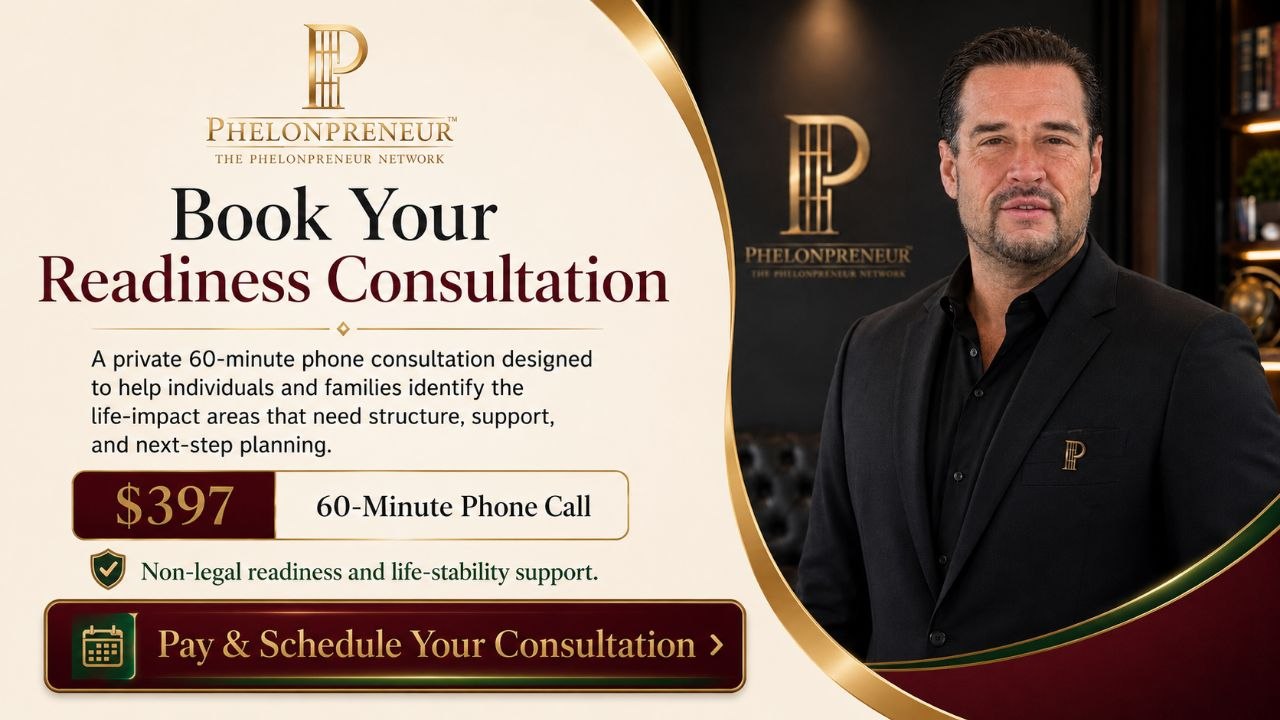 PHELONPRENEUR™
THE PHELONPRENEUR NETWORK
Book Your
Readiness Consultation
A private 60-minute phone consultation designed
to help individuals and families identify the
life-impact areas that need structure, support,
and next-step planning.
$397
60-Minute Phone Call
Non-legal readiness and life-stability support.
Pay & Schedule Your Consultation
PHELONPRENEUR™
THE PHELONPRENEUR NETWORK